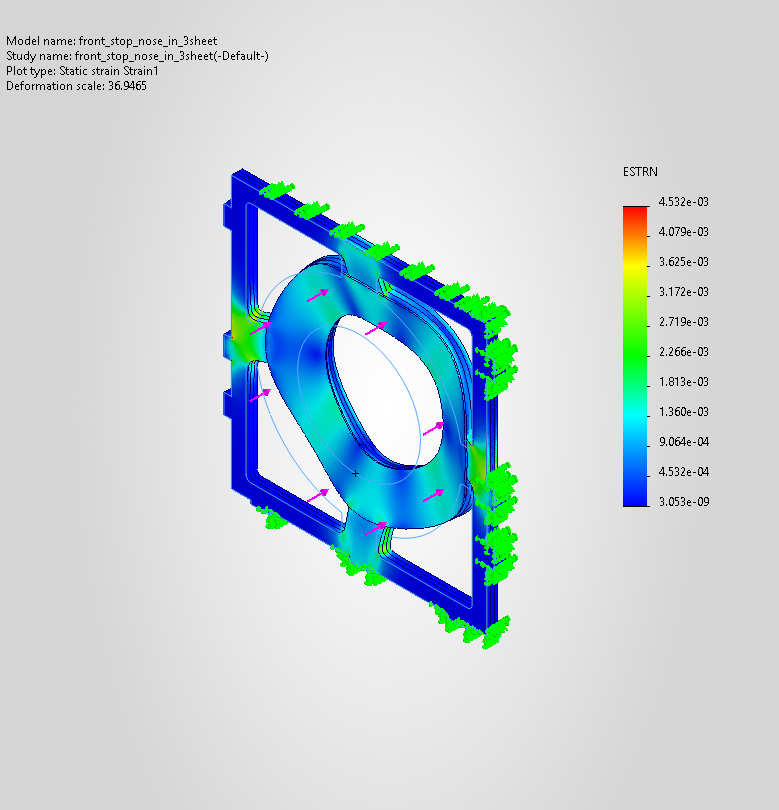 Model name: front_stop_nose_in_3sheet
Study name: front_stop_nose_in_3sheet(-Default-)
Plot type: Static strain Strain1
Deformation scale: 36.9465
ESTRN
4.532e-03
4.079e-03
3.625e-03
3.172e-03
2.719e-03
2.266e-03
1.813e-03
1.360e-03
9.064e-04
4.532e-04
3.053e-09